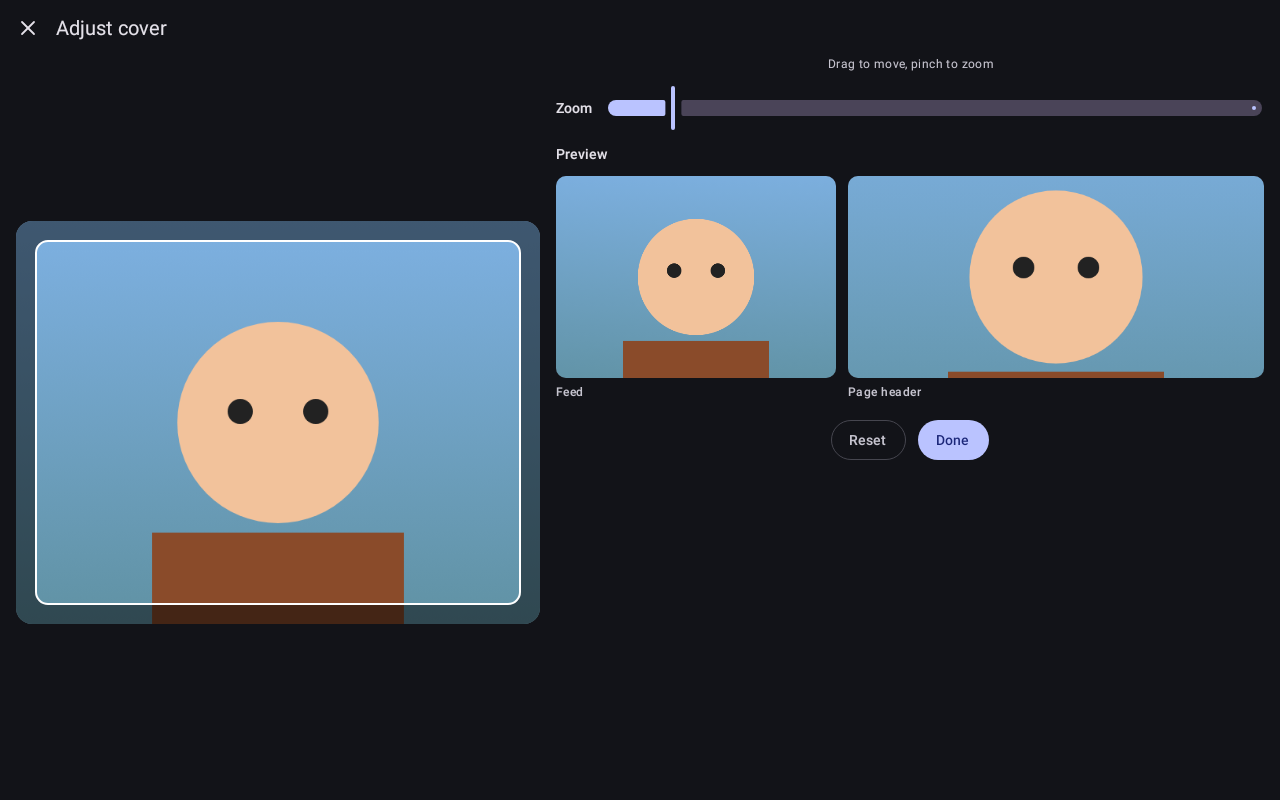 Adjust cover
Drag to move, pinch to zoom
Zoom
Preview
Feed
Page header
Reset
Done